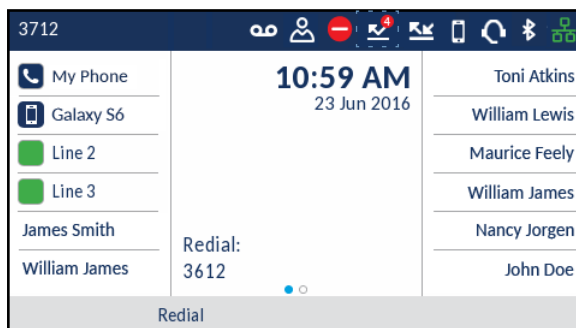 3712
4
My Phone
Galaxy S6
Line 2
Line 3
James Smith
William James
10:59 AM
23 Jun 2016
Redial:
3612
Toni Atkins
William Lewis
Maurice Feely
William James
Nancy Jorgen
John Doe
Redial